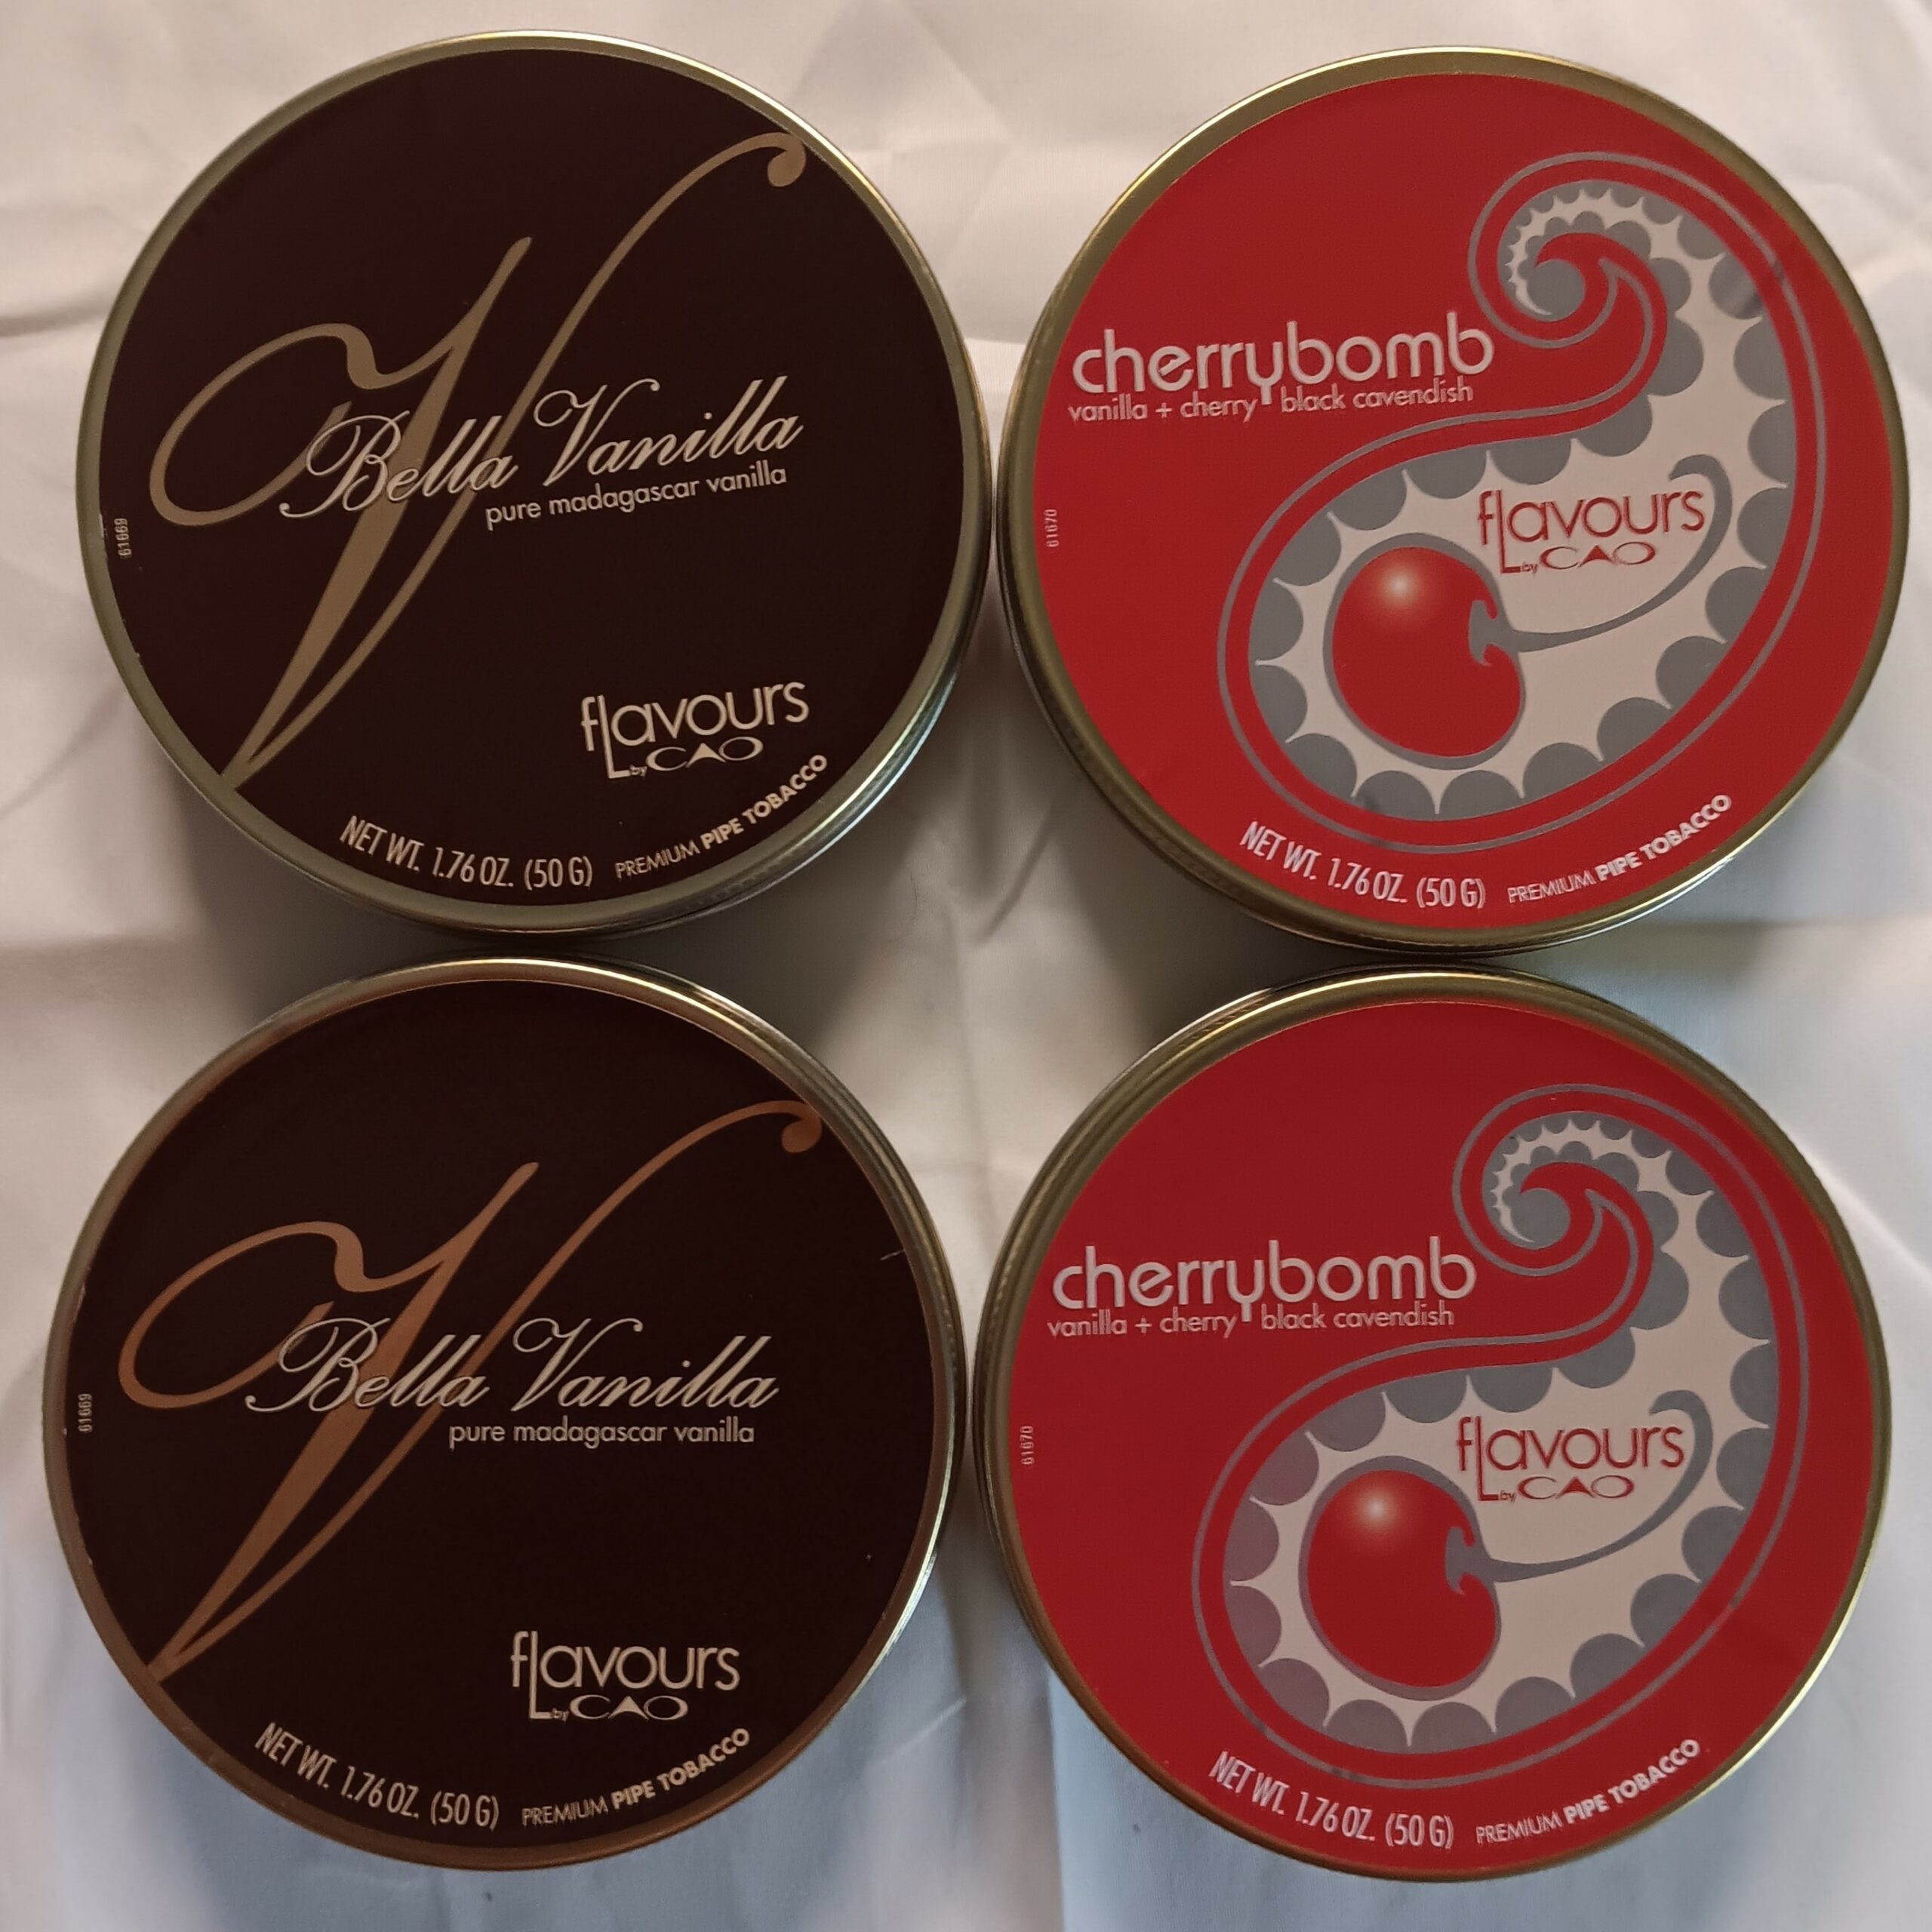 Bella Vanilla
pure madagascar vanilla
61669
flavours
by CAO
NET WT. 1.76 OZ. (50 G) PREMIUM PIPE TOBACCO
cherrybomb
vanilla + cherry black cavendish
61670
flavours
by CAO
NET WT. 1.76 OZ. (50 G) PREMIUM PIPE TOBACCO
Bella Vanilla
pure madagascar vanilla
61669
flavours
by CAO
NET WT. 1.76 OZ. (50 G) PREMIUM PIPE TOBACCO
cherrybomb
vanilla + cherry black cavendish
61670
flavours
by CAO
NET WT. 1.76 OZ. (50 G) PREMIUM PIPE TOBACCO